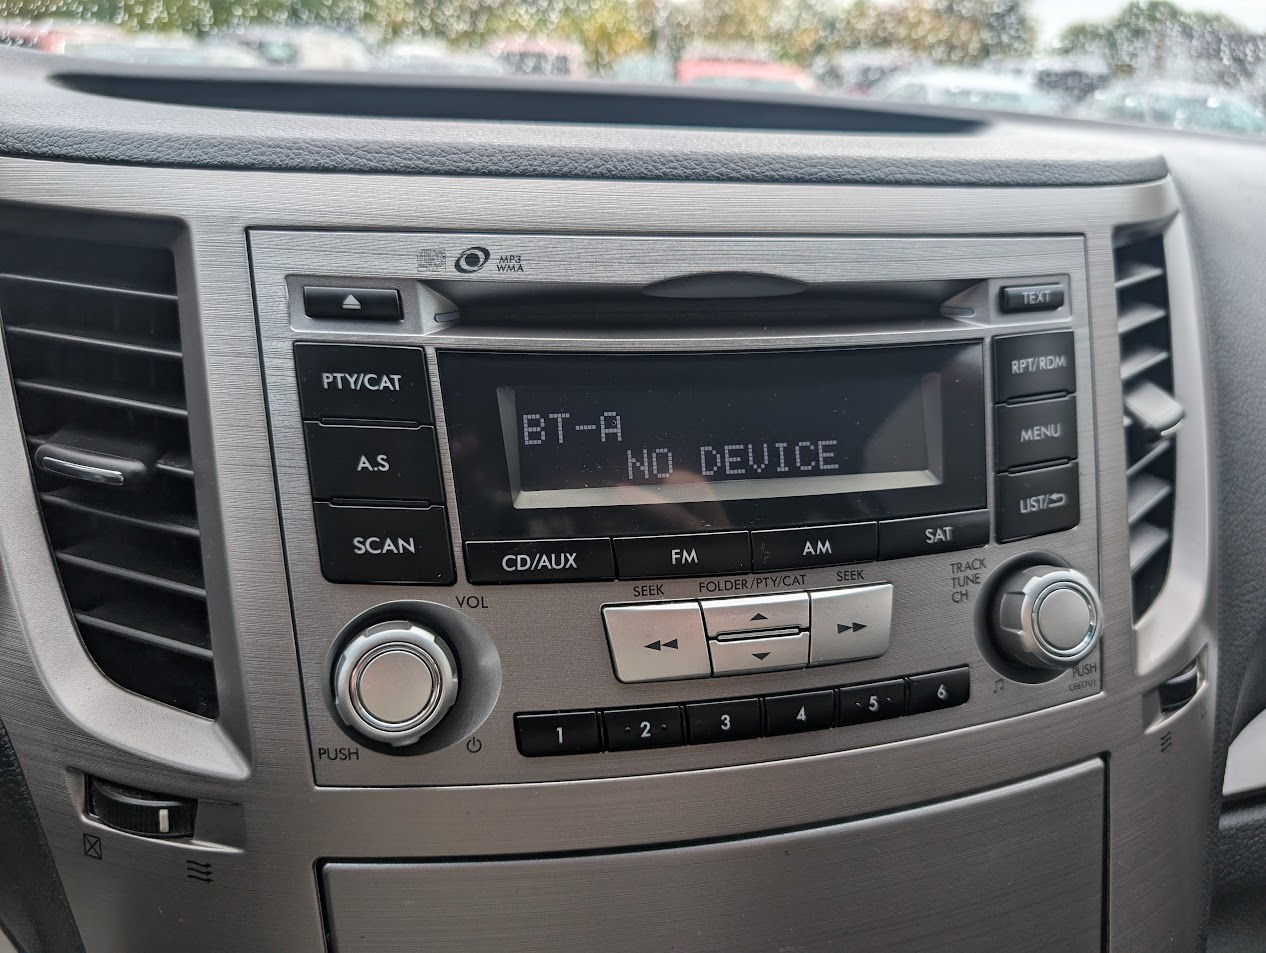 MP3
WMA
TEXT
PTY/CAT
RPT/RDM
BT-A
NO DEVICE
MENU
A.S
LIST/
SCAN
CD/AUX
FM
AM
SAT
VOL
SEEK
FOLDER/PTY/CAT
SEEK
TRACK
TUNE
CH
1
2
3
4
5
6
PUSH
PUSH
CE617U1